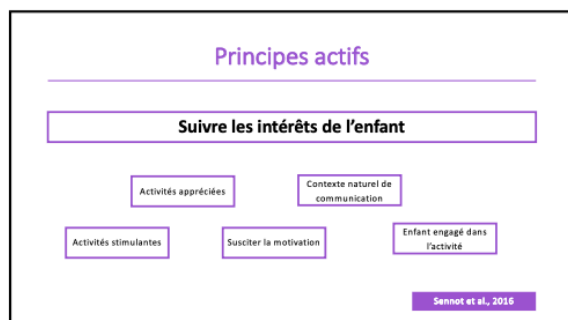 Principes actifs
Suivre les intérêts de l’enfant
Activités appréciées
Contexte naturel de
communication
Activités stimulantes
Susciter la motivation
Enfant engagé dans
l’activité
Sennot et al., 2016